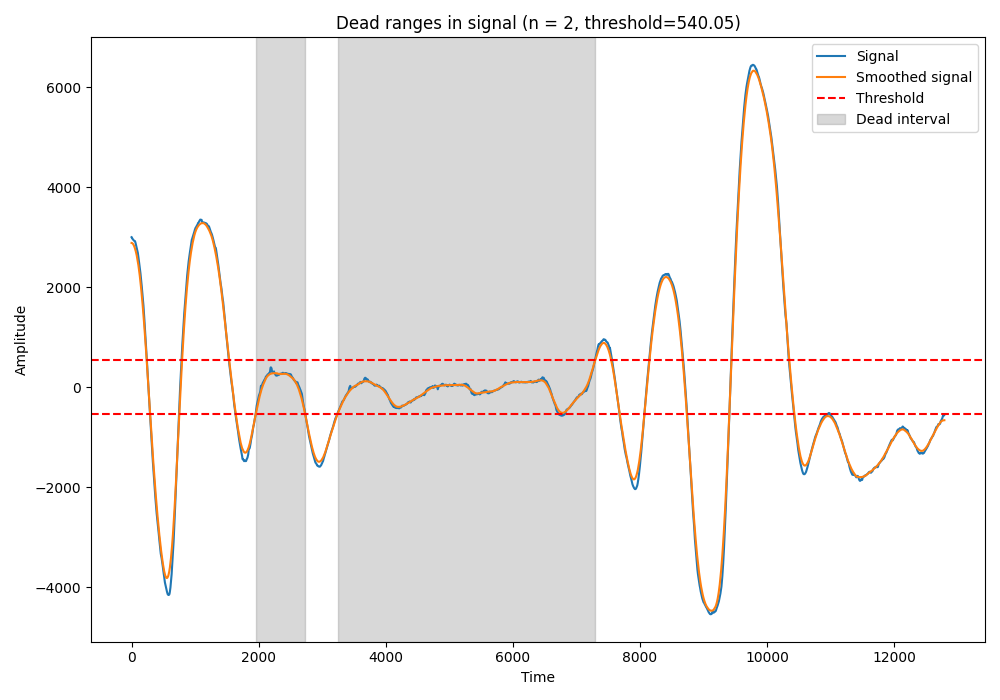 Dead ranges in signal (n = 2, threshold=540.05)
Signal
Smoothed signal
Threshold
Dead interval
6000
4000
2000
0
−2000
−4000
Amplitude
0 2000 4000 6000 8000 10000 12000
Time